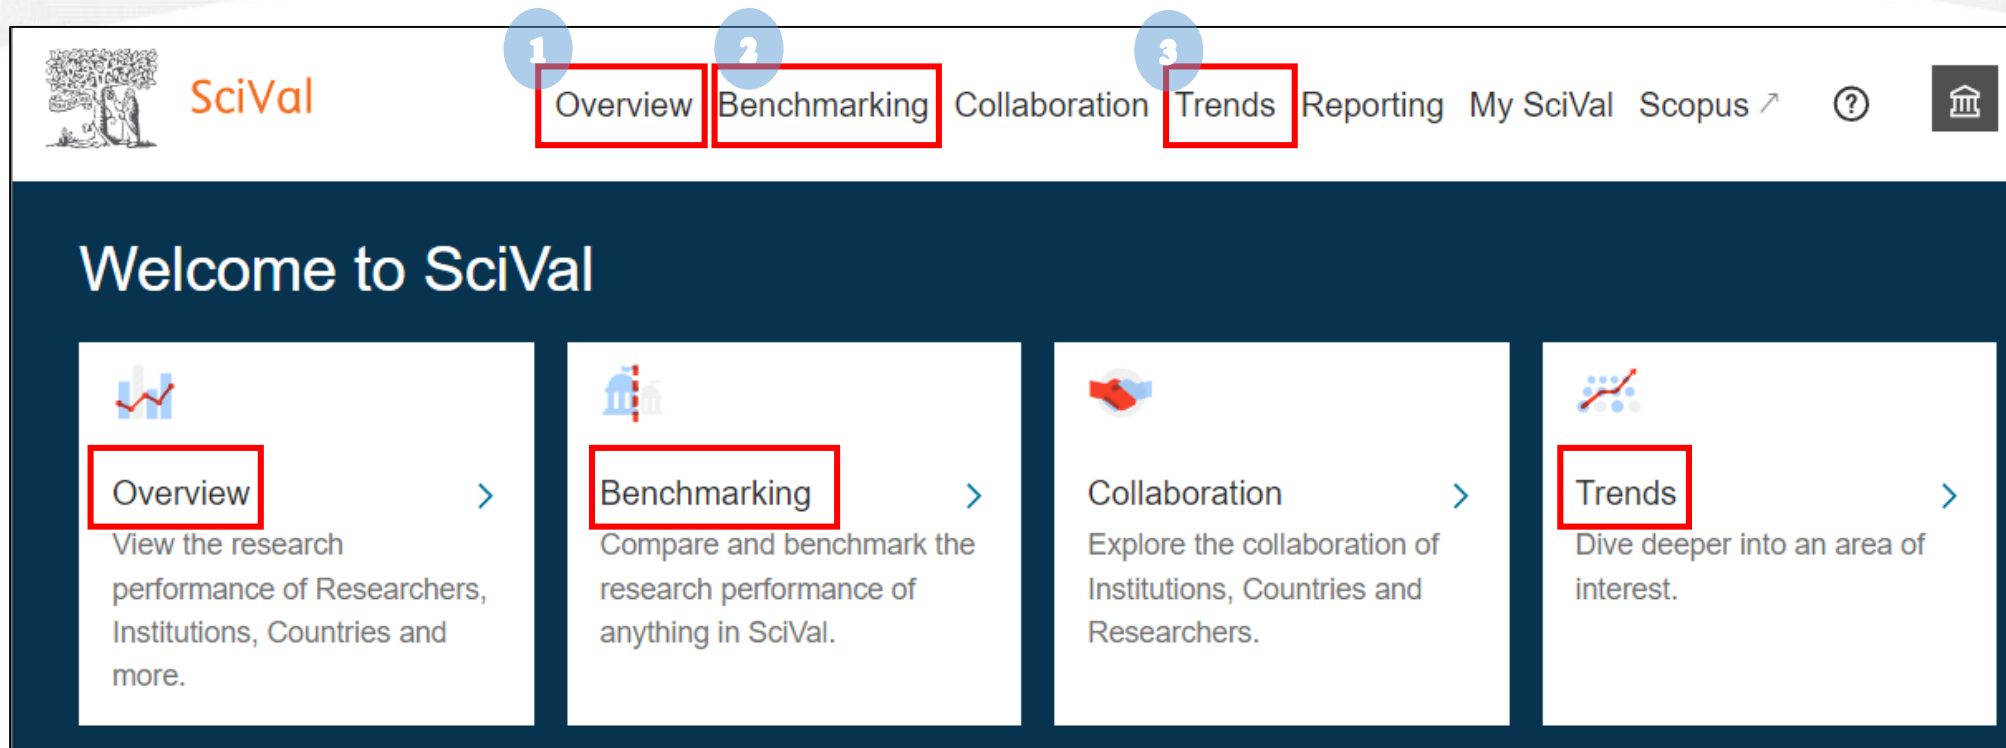 1 2 3
SciVal Overview Benchmarking Collaboration Trends Reporting My SciVal Scopus ↗ ?
Welcome to SciVal
Overview
View the research
performance of Researchers,
Institutions, Countries and
more.
Benchmarking
Compare and benchmark the
research performance of
anything in SciVal.
Collaboration
Explore the collaboration of
Institutions, Countries and
Researchers.
Trends
Dive deeper into an area of
interest.